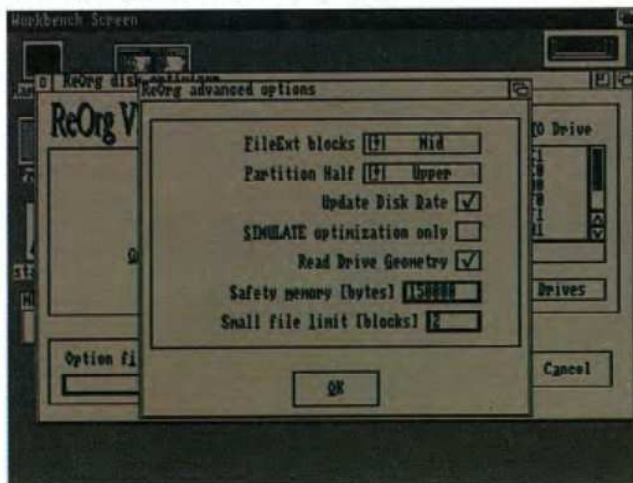 Workbench Screen
ReOrg disk optimizer
ReOrg V
ReOrg advanced options
FileExt blocks Mid
Partition Half Upper
Update Disk Date
SIMULATE optimization only
Read Drive Geometry
Safety memory [bytes] 150000
Small file limit [blocks] 2
OK
TO Drive
Drives
Option fi
Cancel